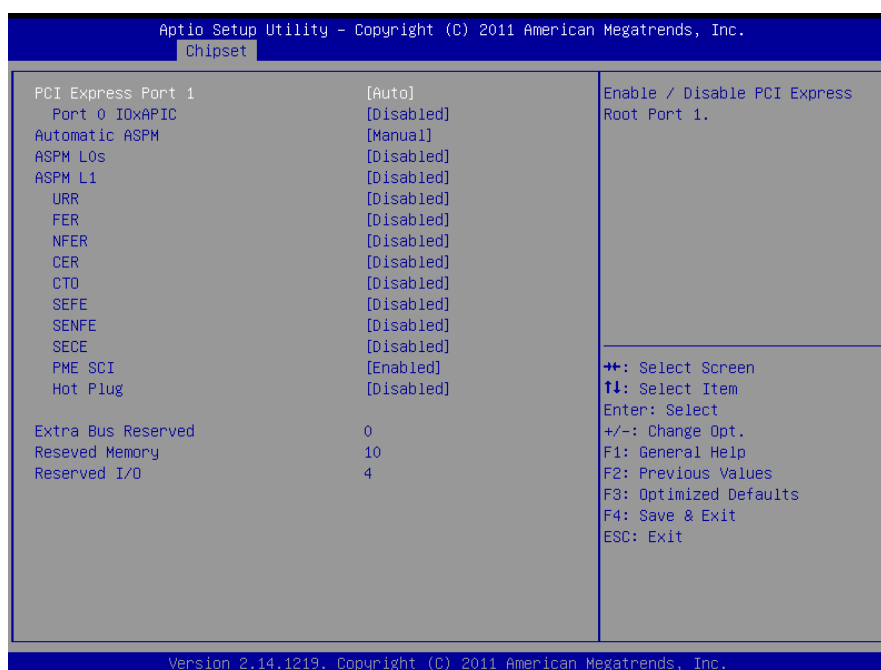 Aptio Setup Utility – Copyright (C) 2011 American Megatrends, Inc.
Chipset
PCI Express Port 1 [Auto]
Port 0 IOxAPIC [Disabled]
Automatic ASPM [Manual]
ASPM L0s [Disabled]
ASPM L1 [Disabled]
URR [Disabled]
FER [Disabled]
NFER [Disabled]
CER [Disabled]
CTO [Disabled]
SEFE [Disabled]
SENFE [Disabled]
SECE [Disabled]
PME SCI [Enabled]
Hot Plug [Disabled]
Extra Bus Reserved 0
Reseved Memory 10
Reserved I/O 4
Enable / Disable PCI Express
Root Port 1.
→←: Select Screen
↑↓: Select Item
Enter: Select
+/-: Change Opt.
F1: General Help
F2: Previous Values
F3: Optimized Defaults
F4: Save & Exit
ESC: Exit
Version 2.14.1219. Copyright (C) 2011 American Megatrends, Inc.